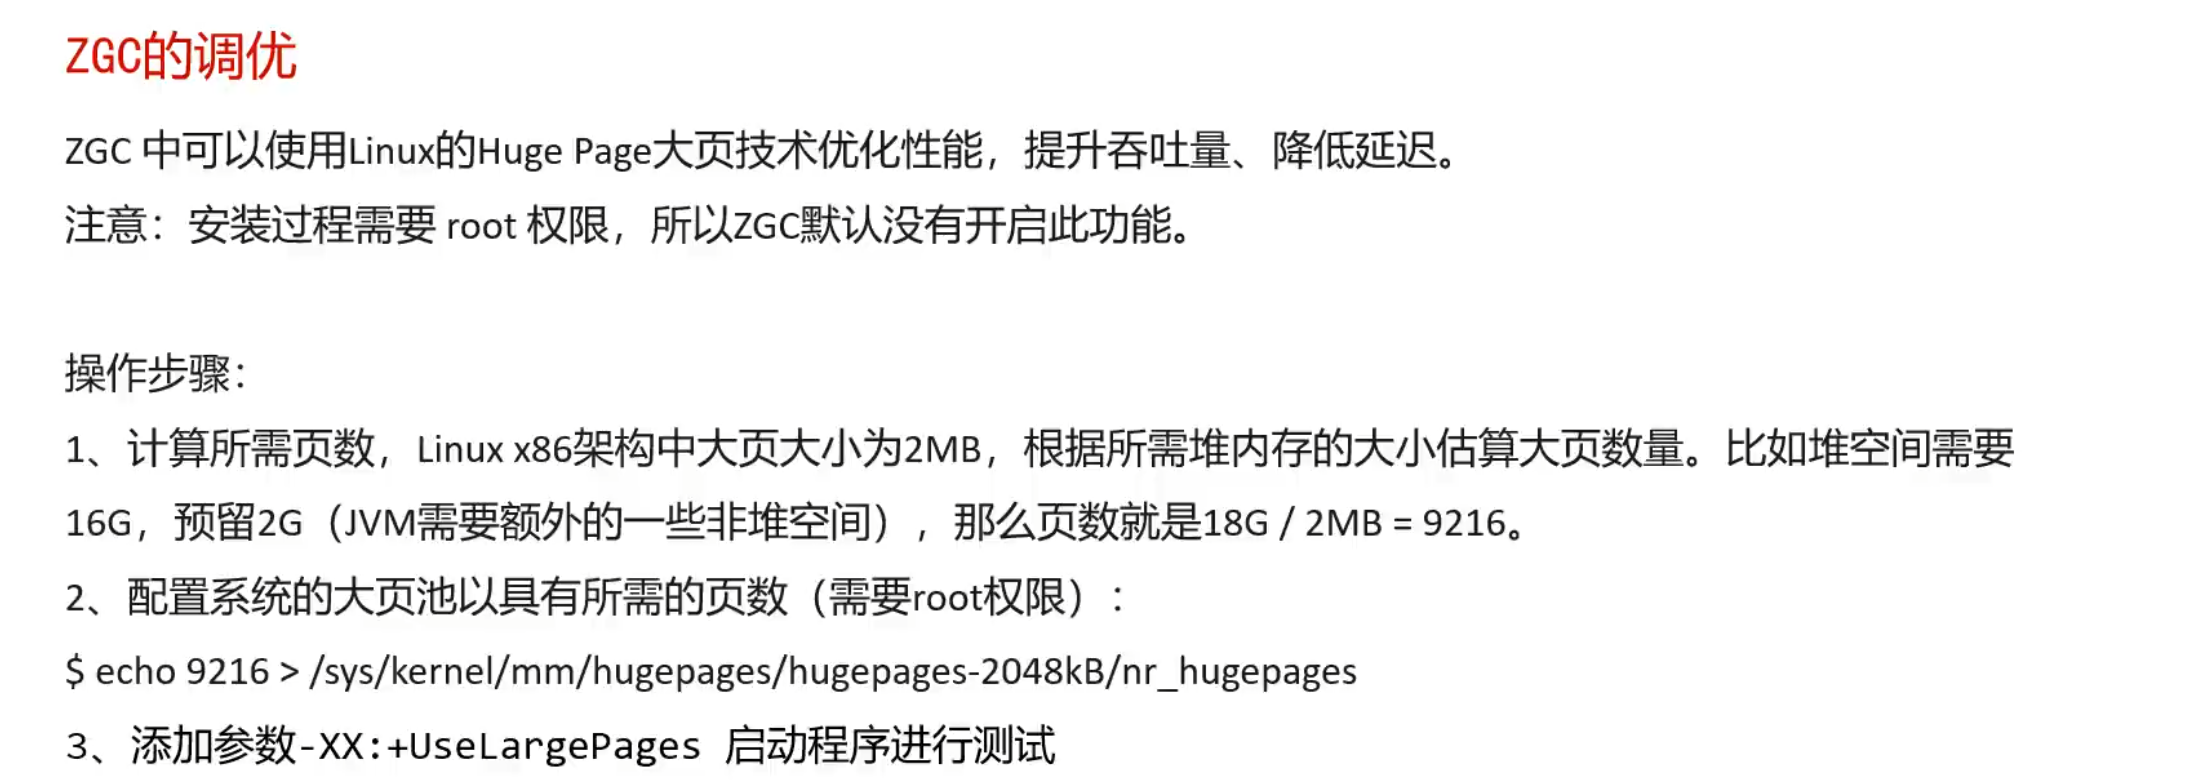 ZGC的调优
ZGC 中可以使用Linux的Huge Page大页技术优化性能，提升吞吐量、降低延迟。
注意：安装过程需要 root 权限，所以ZGC默认没有开启此功能。
操作步骤：
1、计算所需页数，Linux x86架构中大页大小为2MB，根据所需堆内存的大小估算大页数量。比如堆空间需要
16G，预留2G（JVM需要额外的一些非堆空间），那么页数就是18G / 2MB = 9216。
2、配置系统的大页池以具有所需的页数（需要root权限）：
$ echo 9216 > /sys/kernel/mm/hugepages/hugepages-2048kB/nr_hugepages
3、添加参数-XX:+UseLargePages 启动程序进行测试